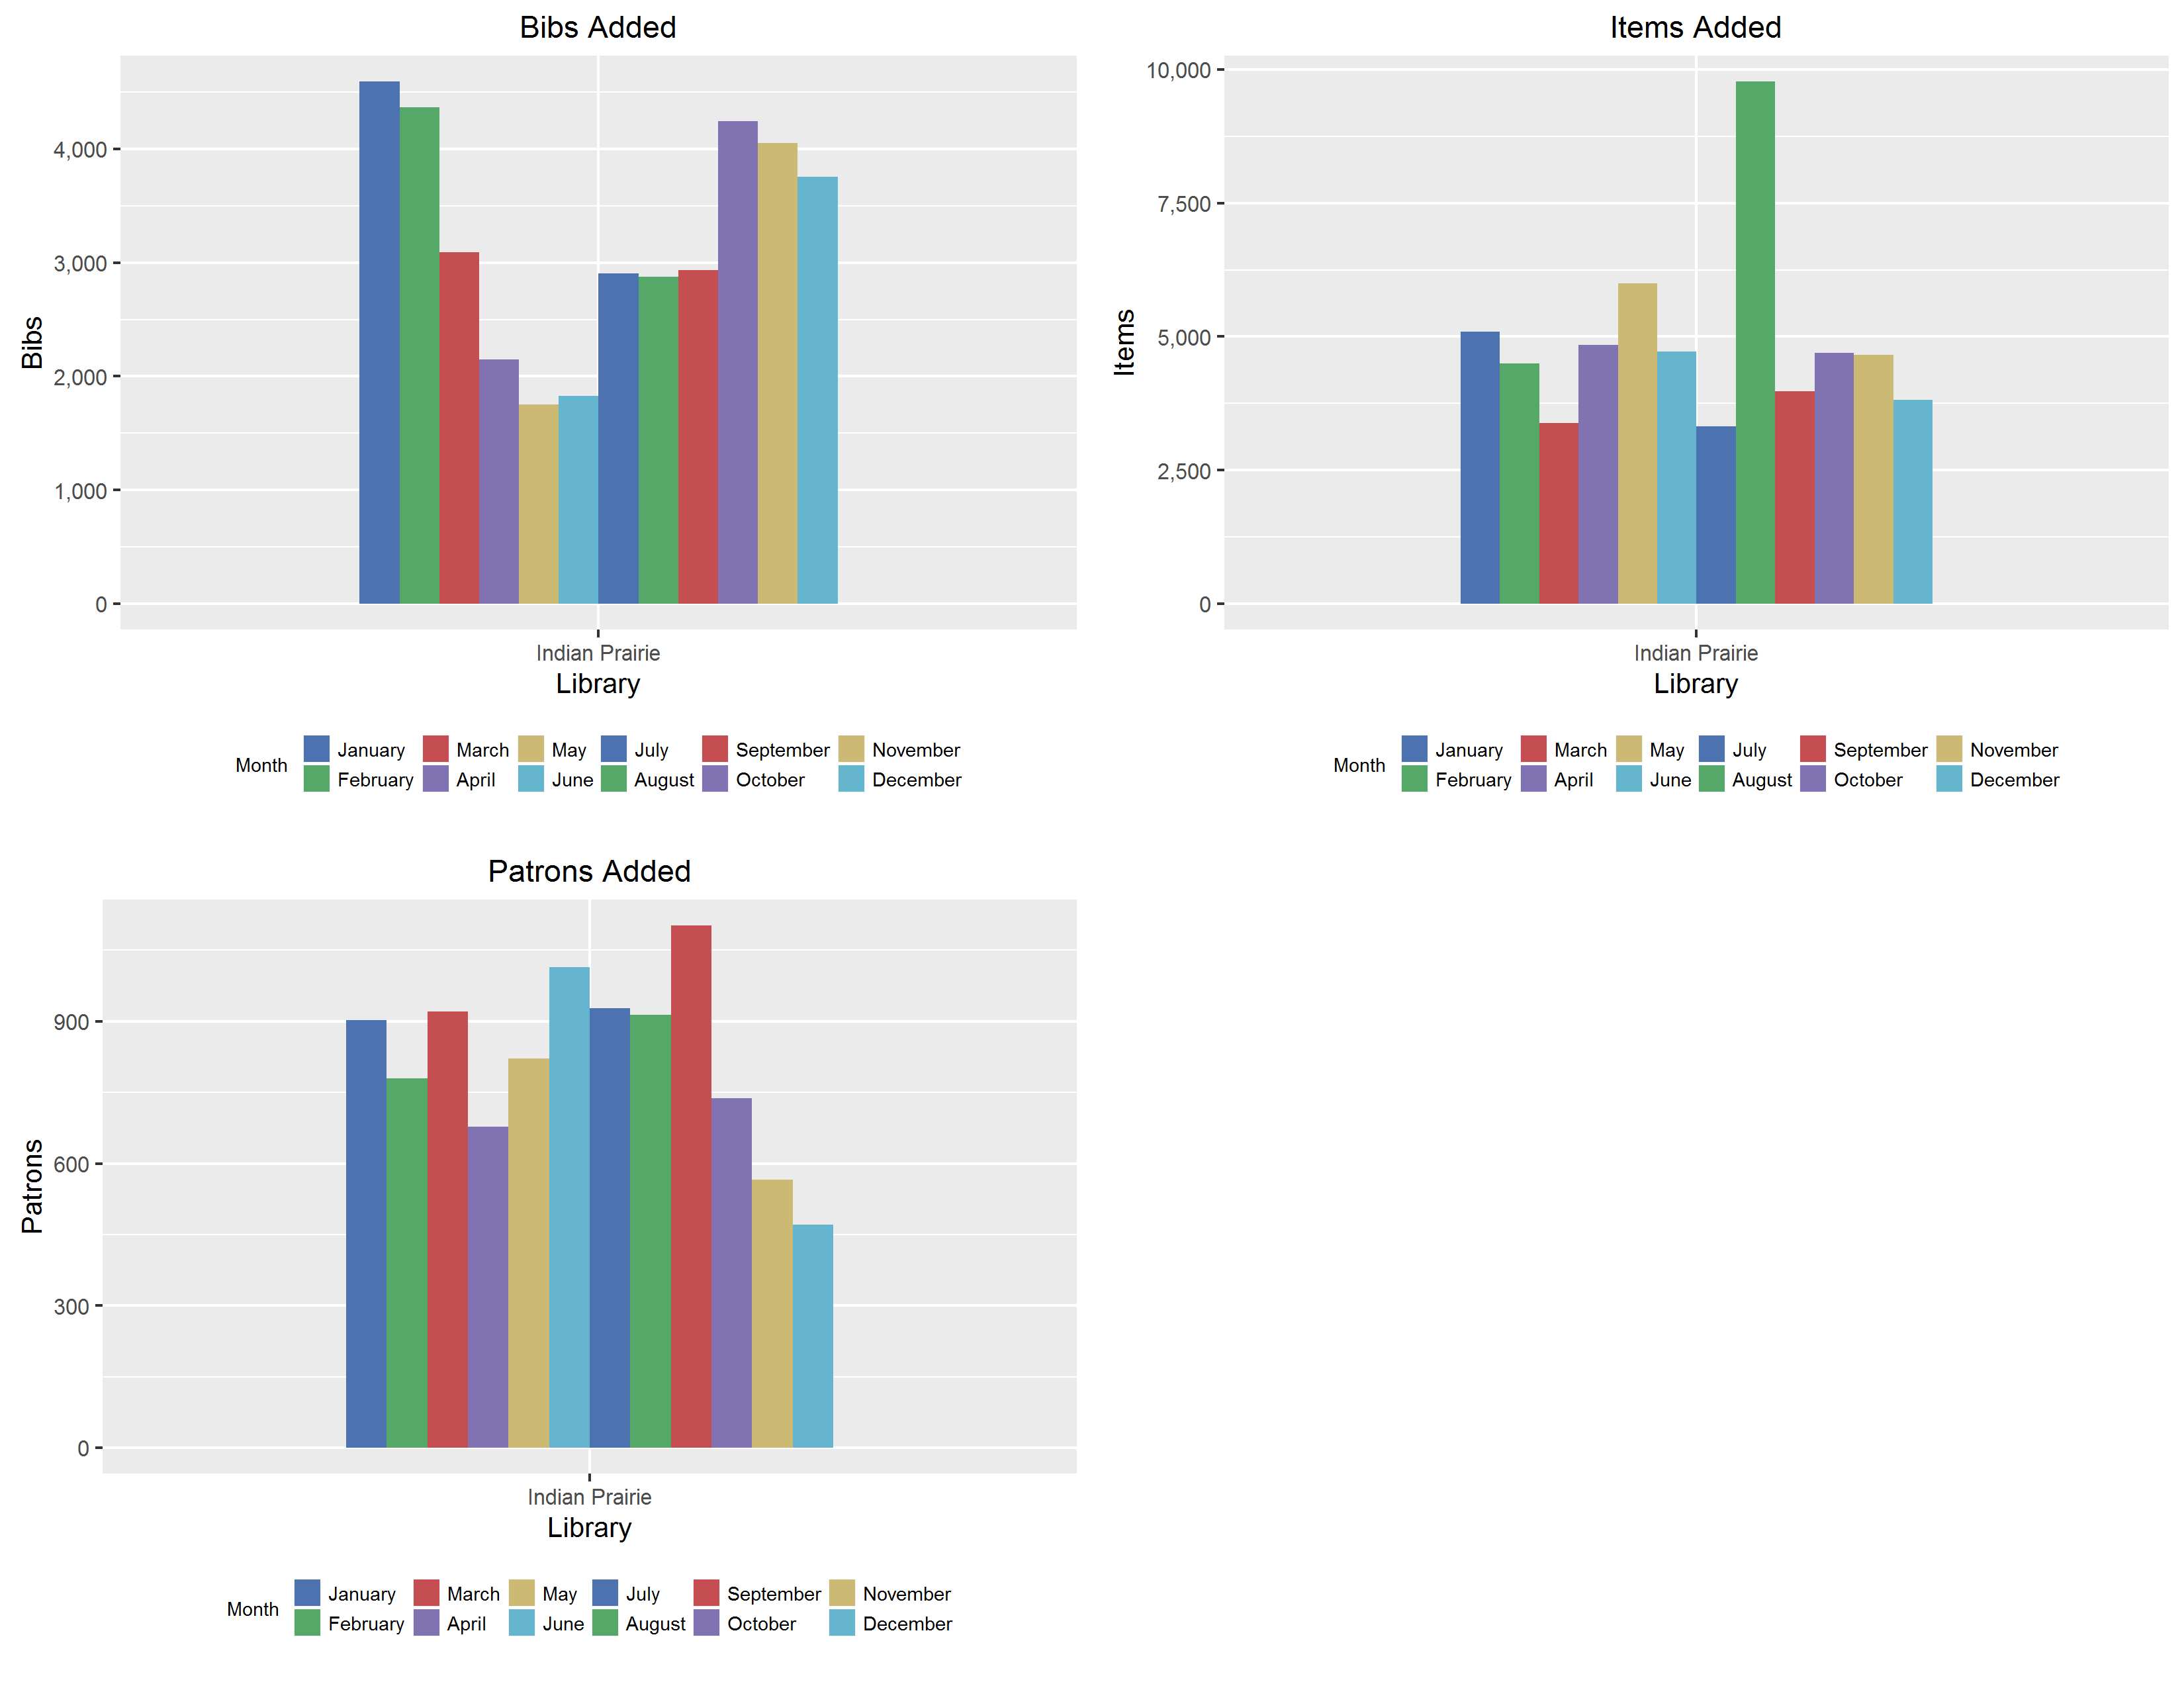 Bibs Added
Bibs
4,000
3,000
2,000
1,000
0
Indian Prairie
Library
Month
January March May July September November
February April June August October December
Items Added
Items
10,000
7,500
5,000
2,500
0
Indian Prairie
Library
Month
January March May July September November
February April June August October December
Patrons Added
Patrons
900
600
300
0
Indian Prairie
Library
Month
January March May July September November
February April June August October December